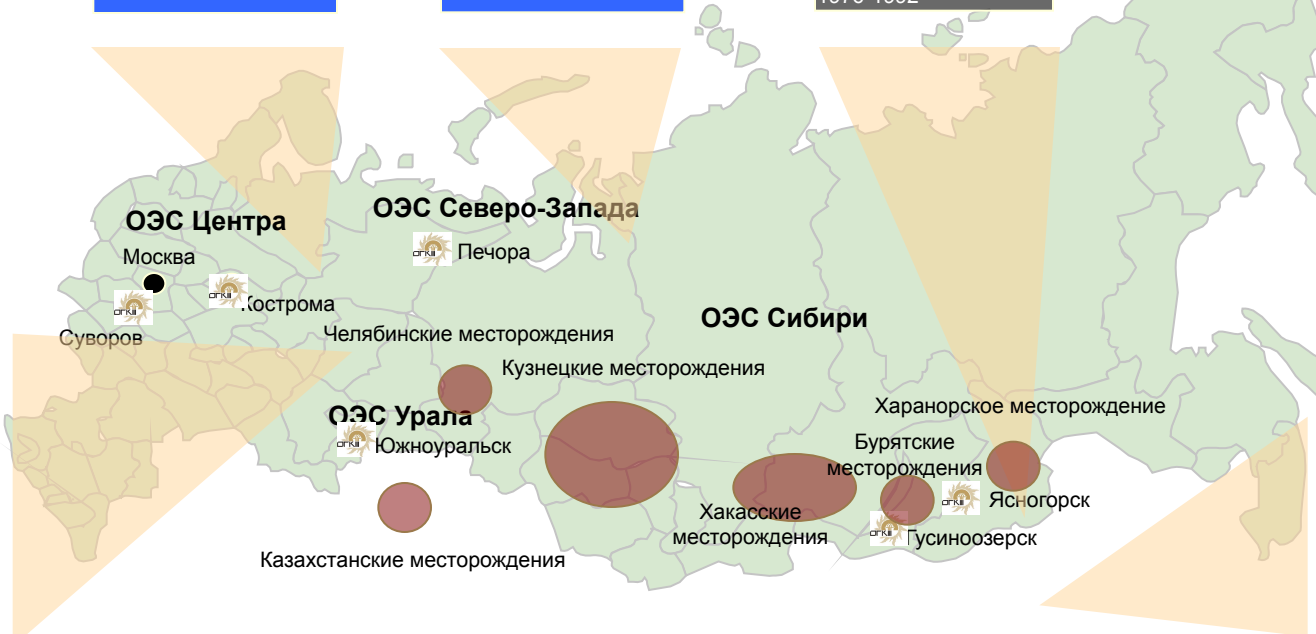 ОЭС Центра
ОЭС Северо-Запада
Москва
Печора
Кострома
Суворов
ОЭС Сибири
Челябинские месторождения
Кузнецкие месторождения
ОЭС Урала
Южноуральск
Харанорское месторождение
Бурятские
месторождения
Ясногорск
Хакасские
месторождения
Гусиноозерск
Казахстанские месторождения